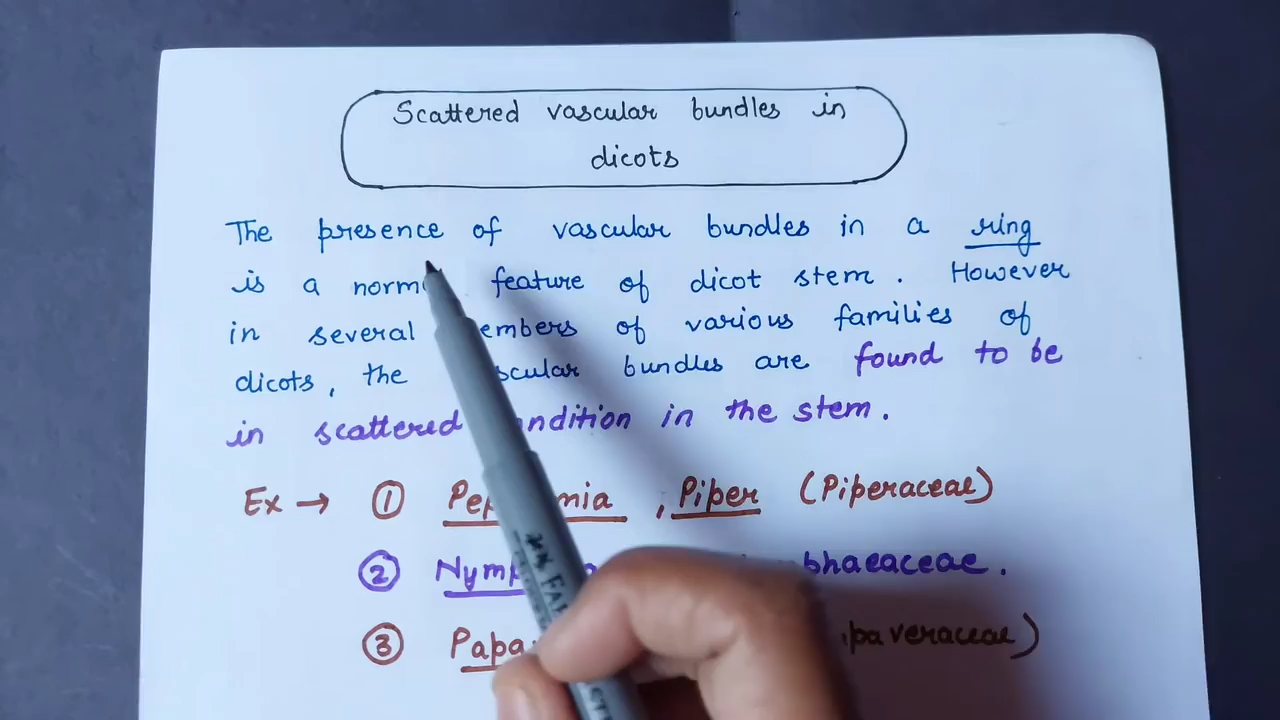 Scattered vascular bundles in
dicots
The presence of vascular bundles in a ring
is a norm feature of dicot stem. However
in several embers of various families of
dicots, the scular bundles are found to be
in scattered ndition in the stem.
Ex → ① Pep mia , Piper (Piperaceae)
② Nymp bhaeaceae.
③ Papa paveraceae)